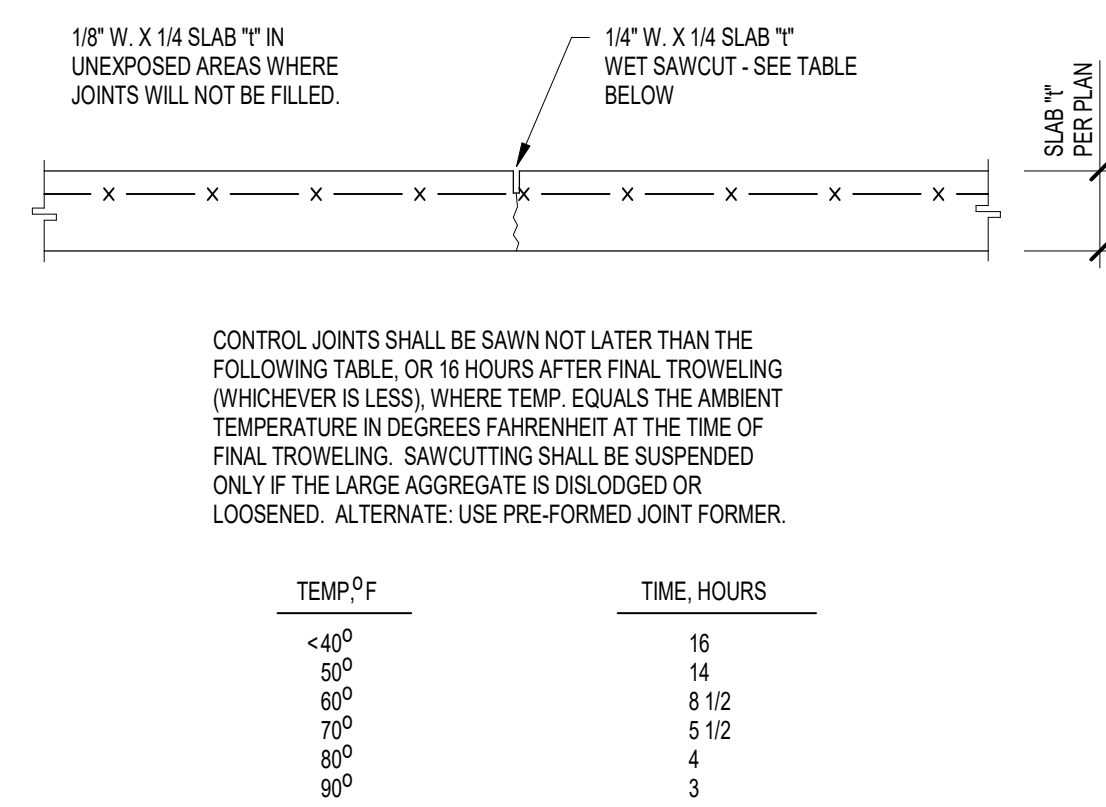 1/8" W. X 1/4 SLAB "t" IN
UNEXPOSED AREAS WHERE
JOINTS WILL NOT BE FILLED.
1/4" W. X 1/4 SLAB "t"
WET SAWCUT - SEE TABLE
BELOW
SLAB "t"
PER PLAN
X X X X X X X X X
CONTROL JOINTS SHALL BE SAWN NOT LATER THAN THE
FOLLOWING TABLE, OR 16 HOURS AFTER FINAL TROWELING
(WHICHEVER IS LESS), WHERE TEMP. EQUALS THE AMBIENT
TEMPERATURE IN DEGREES FAHRENHEIT AT THE TIME OF
FINAL TROWELING. SAWCUTTING SHALL BE SUSPENDED
ONLY IF THE LARGE AGGREGATE IS DISLODGED OR
LOOSENED. ALTERNATE: USE PRE-FORMED JOINT FORMER.
TEMP,°F TIME, HOURS
<40° 16
50° 14
60° 8 1/2
70° 5 1/2
80° 4
90° 3